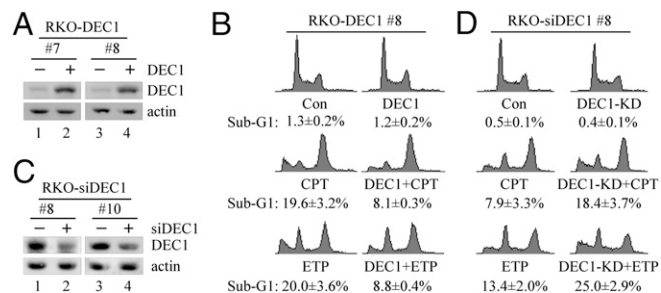 A
RKO-DEC1
#7 #8
− + − + DEC1
DEC1
actin
1 2 3 4
B
RKO-DEC1 #8
Con DEC1
Sub-G1: 1.3±0.2% 1.2±0.2%
CPT DEC1+CPT
Sub-G1: 19.6±3.2% 8.1±0.3%
ETP DEC1+ETP
Sub-G1: 20.0±3.6% 8.8±0.4%
C
RKO-siDEC1
#8 #10
− + − + siDEC1
DEC1
actin
1 2 3 4
D
RKO-siDEC1 #8
Con DEC1-KD
0.5±0.1% 0.4±0.1%
CPT DEC1-KD+CPT
7.9±3.3% 18.4±3.7%
ETP DEC1-KD+ETP
13.4±2.0% 25.0±2.9%